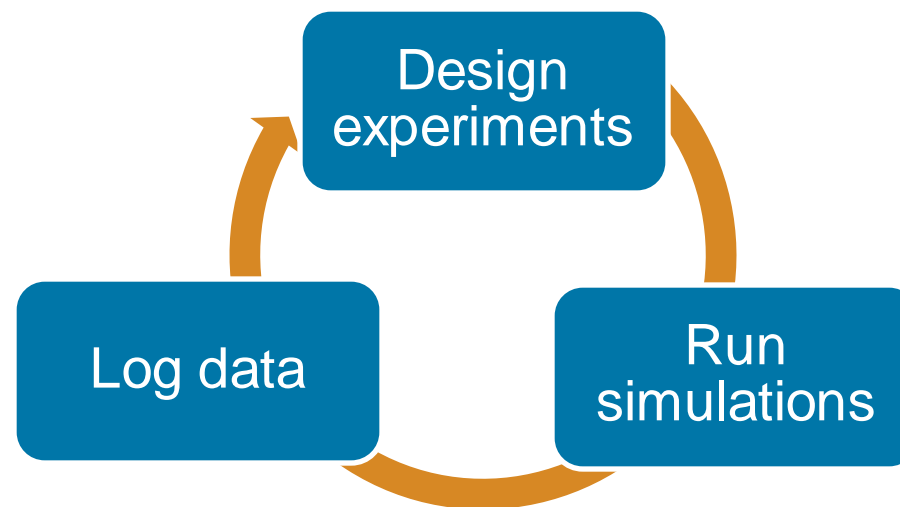 Design
experiments
Run
simulations
Log data